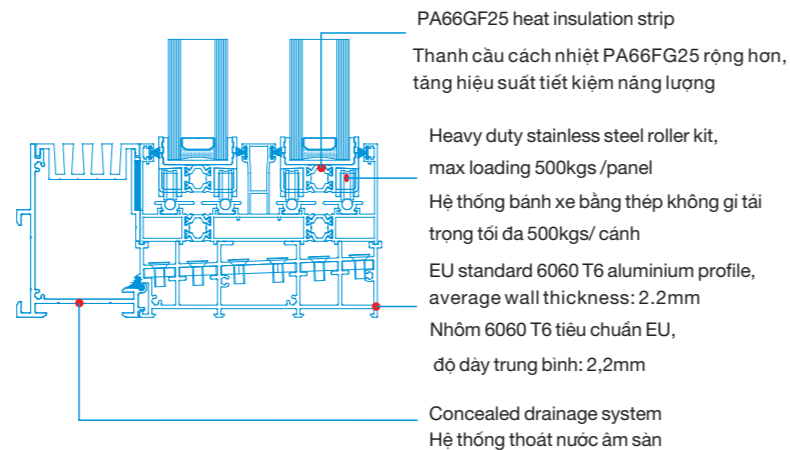 PA66GF25 heat insulation strip
Thanh cầu cách nhiệt PA66FG25 rộng hơn,
tăng hiệu suất tiết kiệm năng lượng
Heavy duty stainless steel roller kit,
max loading 500kgs /panel
Hệ thống bánh xe bằng thép không gỉ tải
trọng tối đa 500kgs/ cánh
EU standard 6060 T6 aluminium profile,
average wall thickness: 2.2mm
Nhôm 6060 T6 tiêu chuẩn EU,
độ dày trung bình: 2,2mm
Concealed drainage system
Hệ thống thoát nước âm sàn